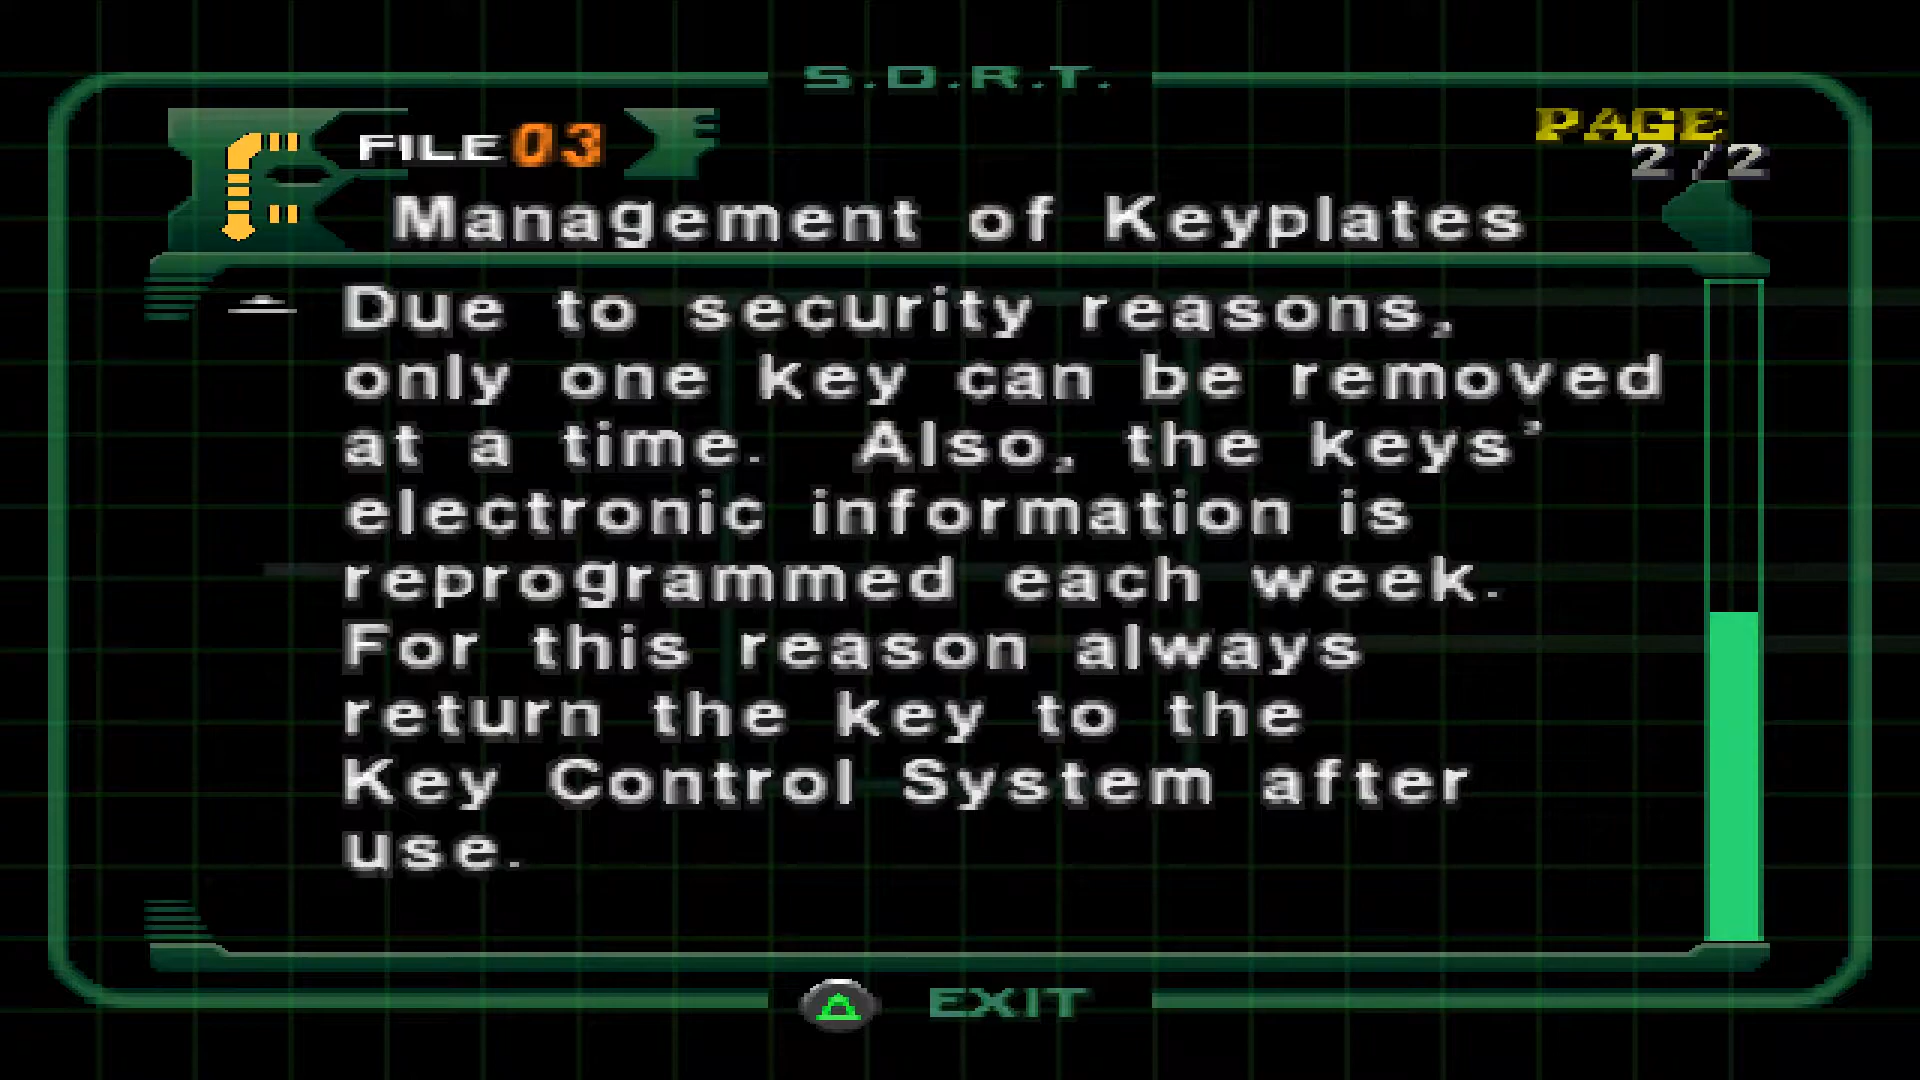 S.O.R.T.
FILE 03
PAGE
2/2
Management of Keyplates
Due to security reasons,
only one key can be removed
at a time. Also, the keys'
electronic information is
reprogrammed each week.
For this reason always
return the key to the
Key Control System after
use.
EXIT